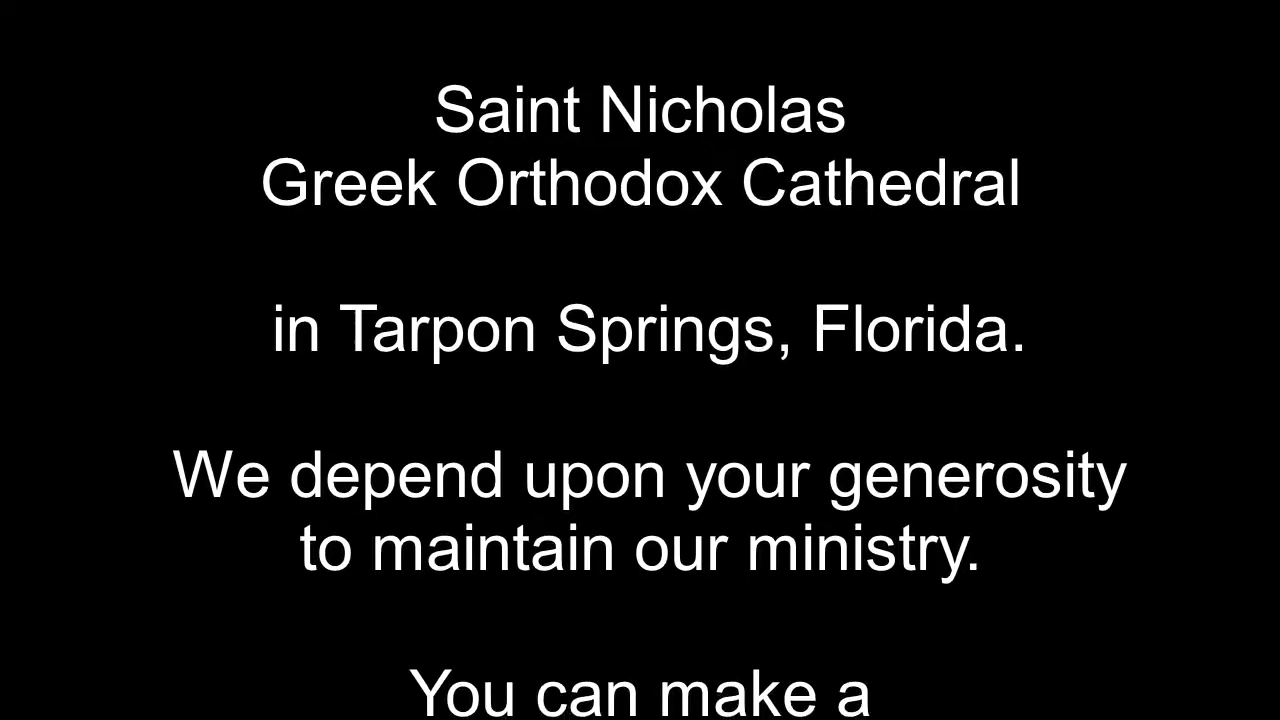 Saint Nicholas
Greek Orthodox Cathedral
in Tarpon Springs, Florida.
We depend upon your generosity
to maintain our ministry.
You can make a